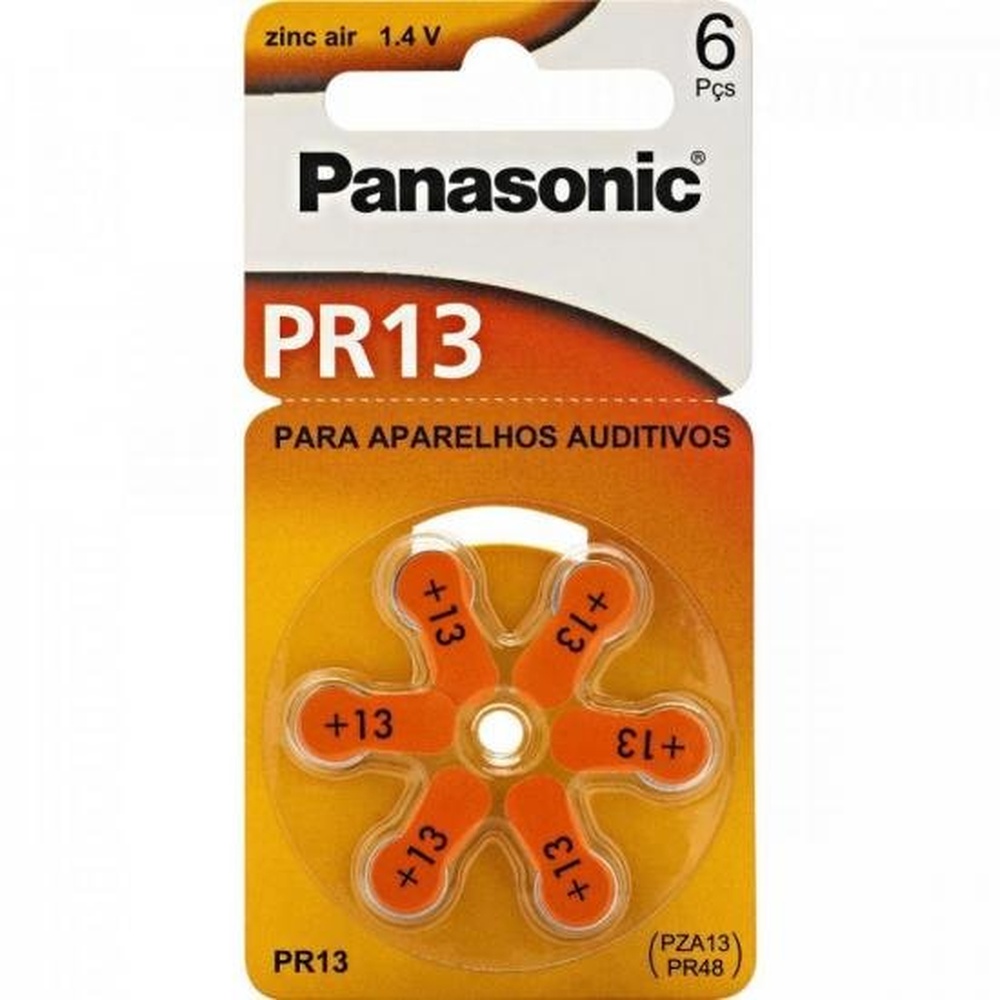 zinc air 1.4 V
6
Pçs
Panasonic®
PR13
PARA APARELHOS AUDITIVOS
+13
+13
+13
+13
+13
+13
PR13
(PZA13
PR48)